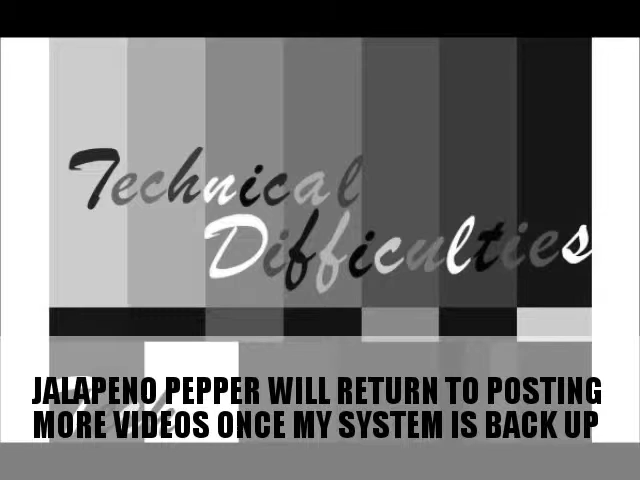 Technical
Difficulties
JALAPENO PEPPER WILL RETURN TO POSTING
MORE VIDEOS ONCE MY SYSTEM IS BACK UP